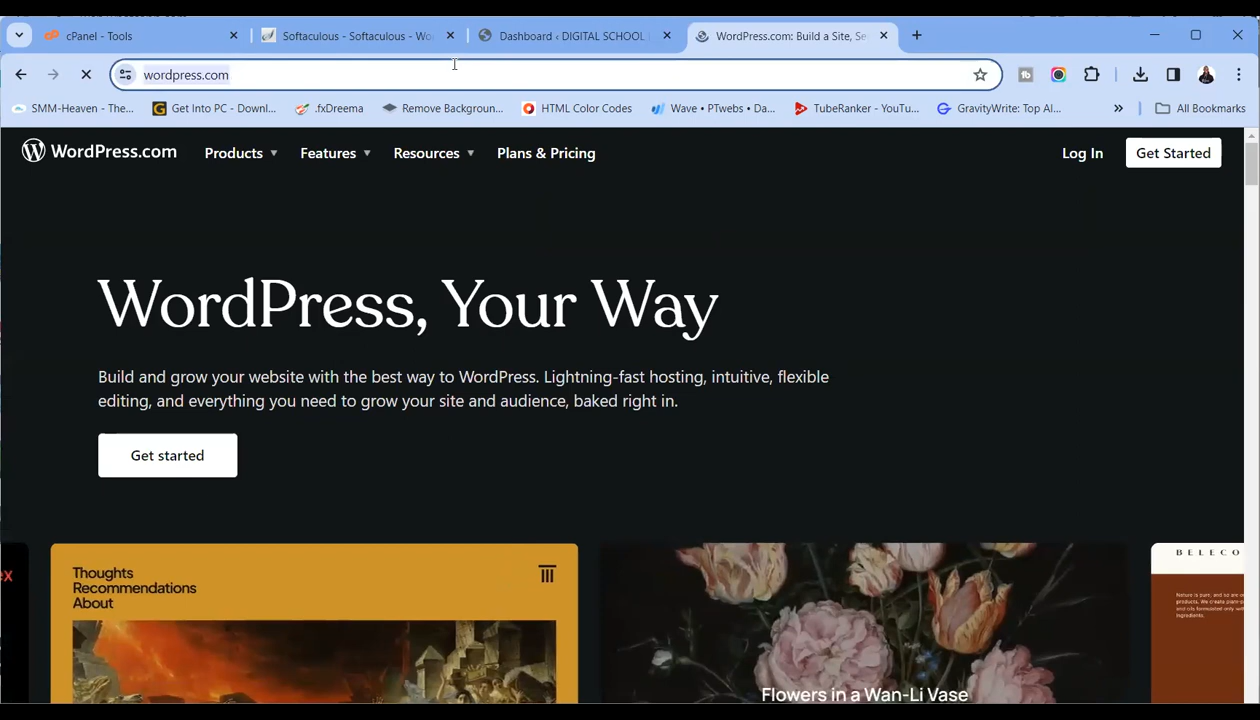 cPanel - Tools
Softaculous - Softaculous - Wo
Dashboard ‹ DIGITAL SCHOOL
WordPress.com: Build a Site, Se
wordpress.com
SMM-Heaven - The...
Get Into PC - Downl...
.fxDreema
Remove Backgroun...
HTML Color Codes
Wave • PTwebs • Da...
TubeRanker - YouTu...
GravityWrite: Top AI...
All Bookmarks
WordPress.com
Products
Features
Resources
Plans & Pricing
Log In
Get Started
WordPress, Your Way
Build and grow your website with the best way to WordPress. Lightning-fast hosting, intuitive, flexible
editing, and everything you need to grow your site and audience, baked right in.
Get started
ex
Thoughts
Recommendations
About
Flowers in a Wan-Li Vase
BELECO